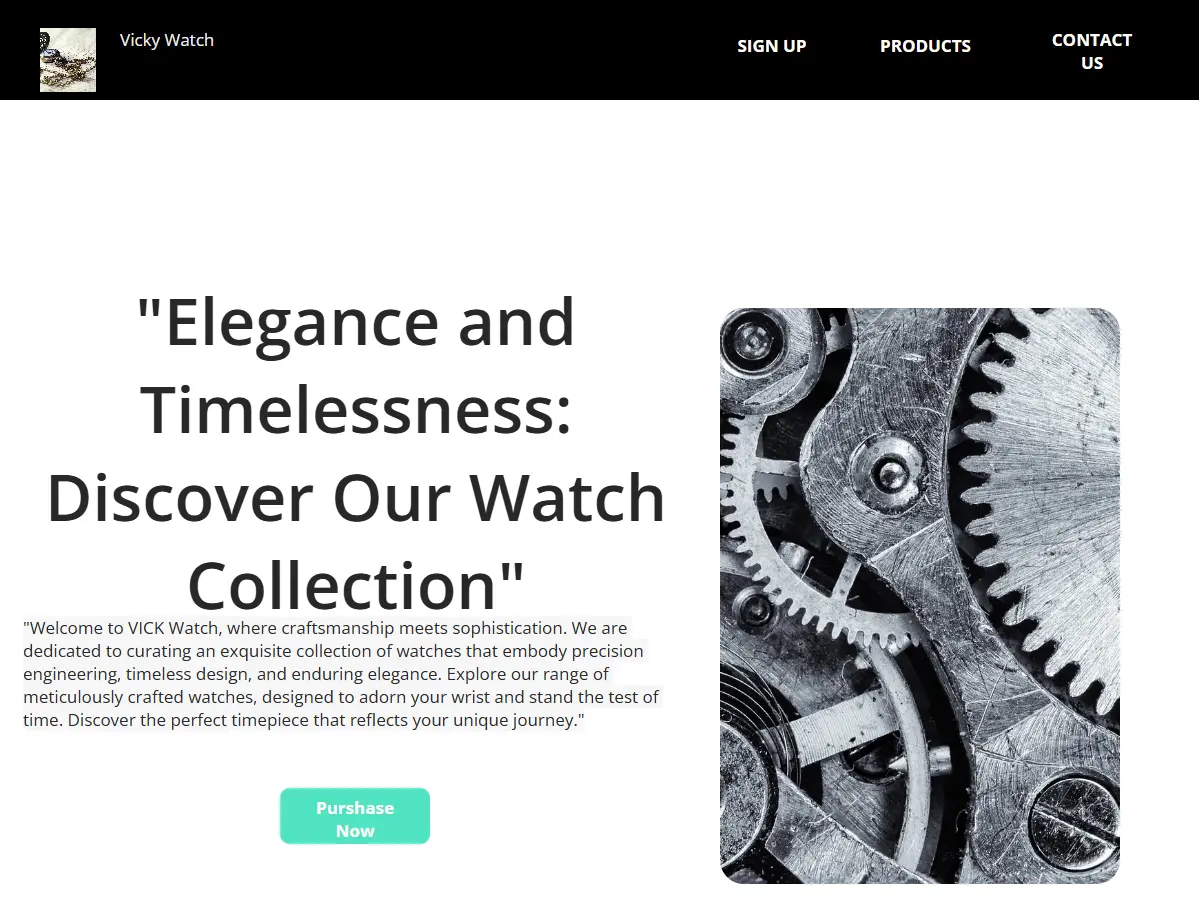 Vicky Watch
SIGN UP
PRODUCTS
CONTACT
US
"Elegance and
Timelessness:
Discover Our Watch
Collection"
"Welcome to VICK Watch, where craftsmanship meets sophistication. We are
dedicated to curating an exquisite collection of watches that embody precision
engineering, timeless design, and enduring elegance. Explore our range of
meticulously crafted watches, designed to adorn your wrist and stand the test of
time. Discover the perfect timepiece that reflects your unique journey."
Purshase
Now